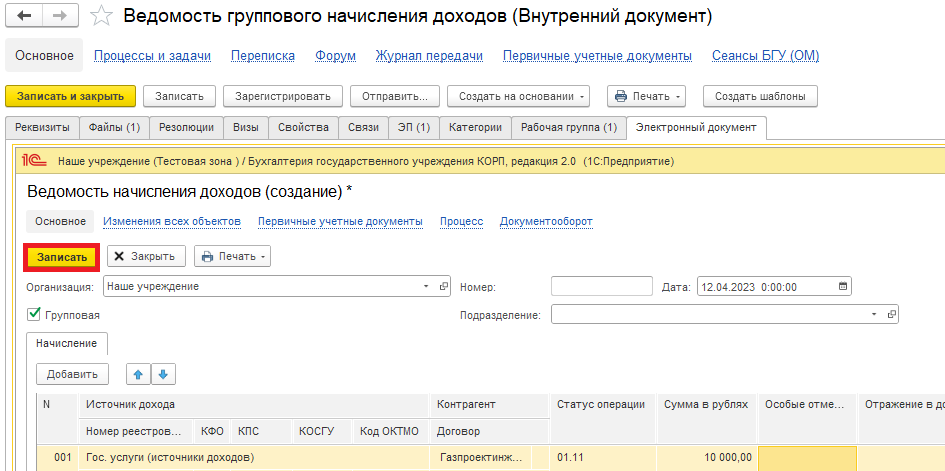 Ведомость группового начисления доходов (Внутренний документ)
Основное Процессы и задачи Переписка Форум Журнал передачи Первичные учетные документы Сеансы БГУ (ОМ)
Записать и закрыть Записать Зарегистрировать Отправить... Создать на основании Печать Создать шаблоны
Реквизиты Файлы (1) Резолюции Визы Свойства Связи ЭП (1) Категории Рабочая группа (1) Электронный документ
1С Наше учреждение (Тестовая зона ) / Бухгалтерия государственного учреждения КОРП, редакция 2.0 (1С:Предприятие)
Ведомость начисления доходов (создание) *
Основное Изменения всех объектов Первичные учетные документы Процесс Документооборот
Записать Закрыть Печать
Организация: Наше учреждение Номер: Дата: 12.04.2023 0:00:00
Групповая Подразделение:
Начисление
Добавить
N Источник дохода Контрагент Статус операции Сумма в рублях Особые отме... Отражение в до
Номер реестров... КФО КПС КОСГУ Код ОКТМО Договор
001 Гос. услуги (источники доходов) Газпроектинж... 01.11 10 000,00